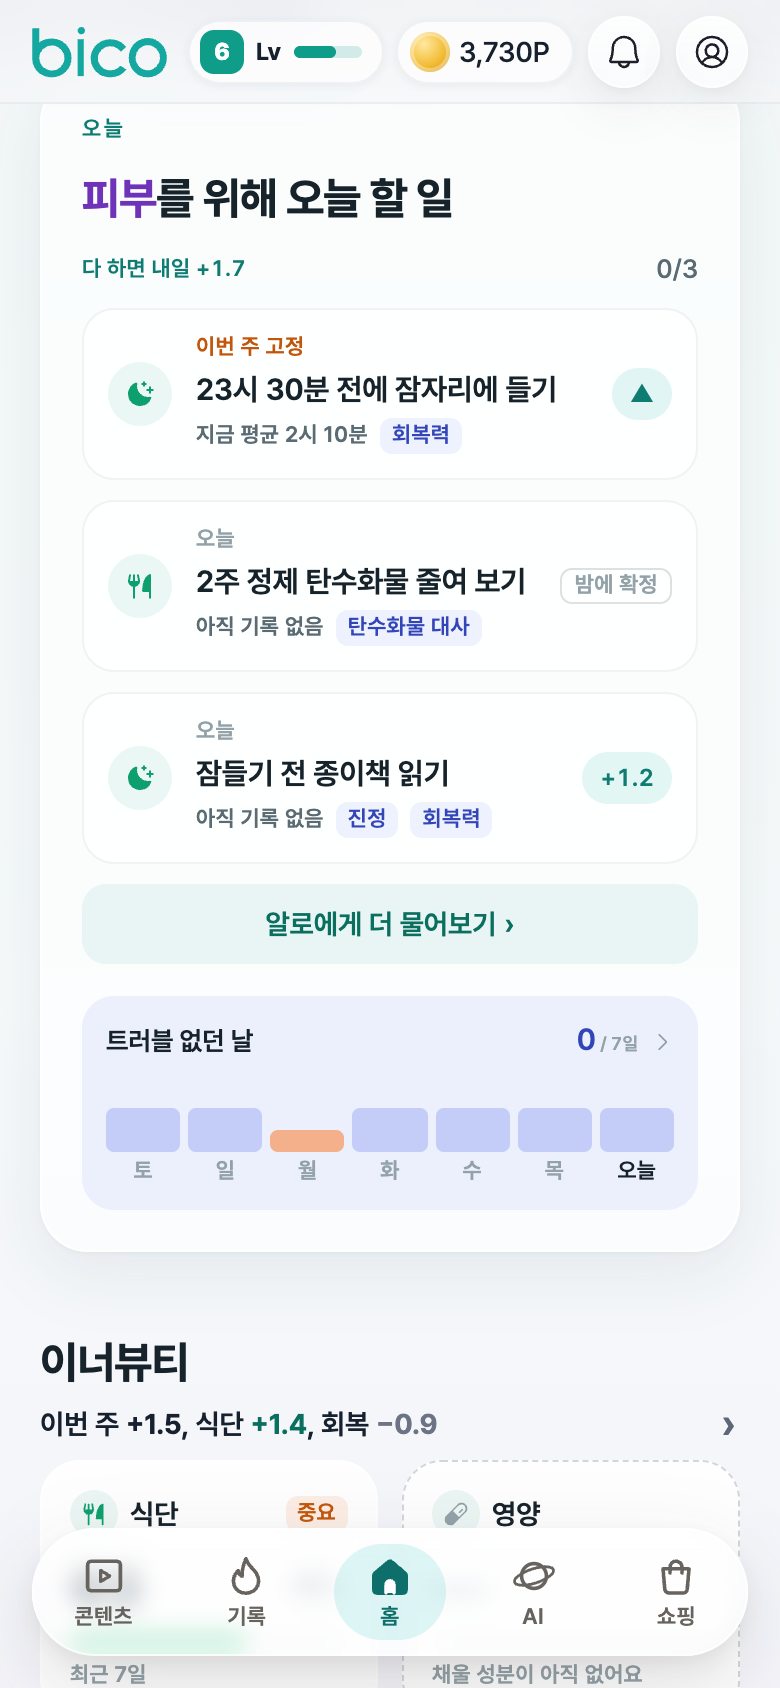 bico
6 Lv
3,730P
오늘
피부를 위해 오늘 할 일
다 하면 내일 +1.7
0/3
이번 주 고정
23시 30분 전에 잠자리에 들기
지금 평균 2시 10분 회복력
오늘
2주 정제 탄수화물 줄여 보기
밤에 확정
아직 기록 없음 탄수화물 대사
오늘
잠들기 전 종이책 읽기
+1.2
아직 기록 없음 진정 회복력
알로에게 더 물어보기 ›
트러블 없던 날
0 / 7일
토 일 월 화 수 목 오늘
이너뷰티
이번 주 +1.5, 식단 +1.4, 회복 −0.9
식단 중요
영양
콘텐츠 기록 홈 AI 쇼핑
최근 7일
채울 성분이 아직 없어요